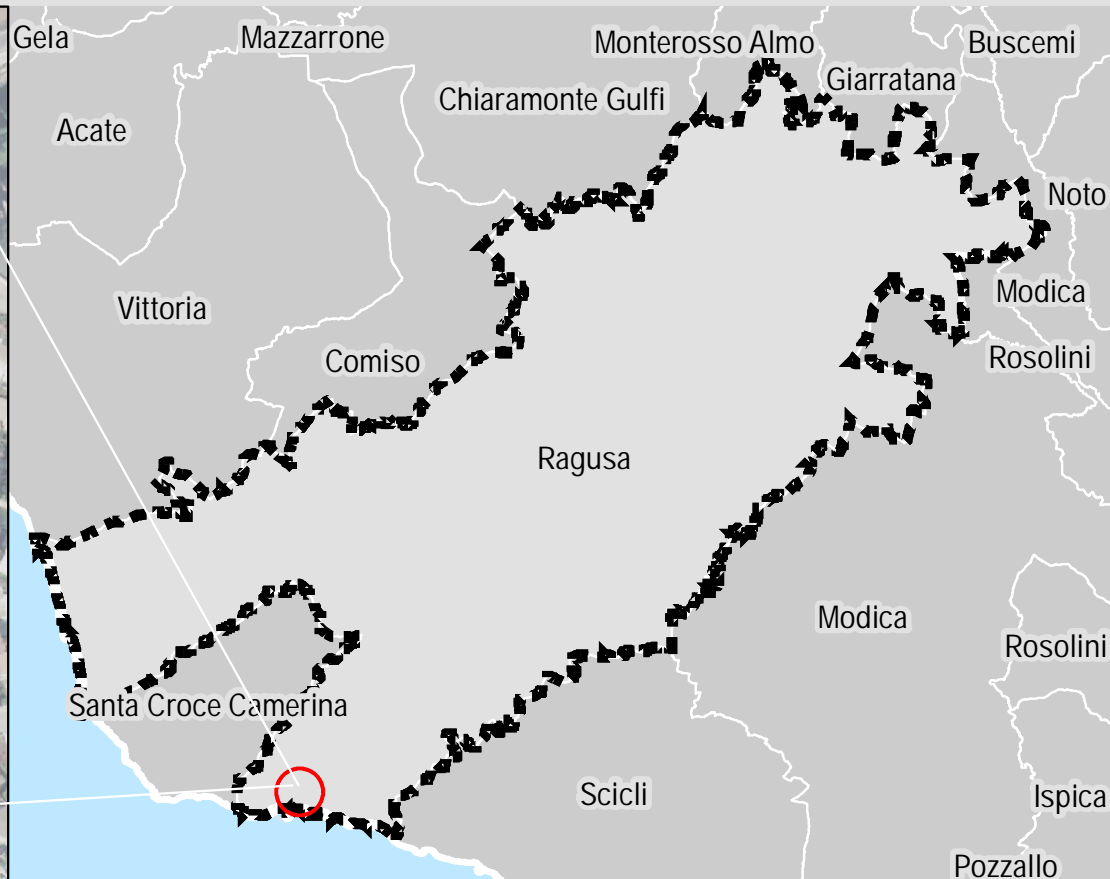 Gela
Mazzarrone
Monterosso Almo
Buscemi
Giarratana
Chiaramonte Gulfi
Acate
Noto
Modica
Vittoria
Comiso
Rosolini
Ragusa
Modica
Rosolini
Santa Croce Camerina
Scicli
Ispica
Pozzallo